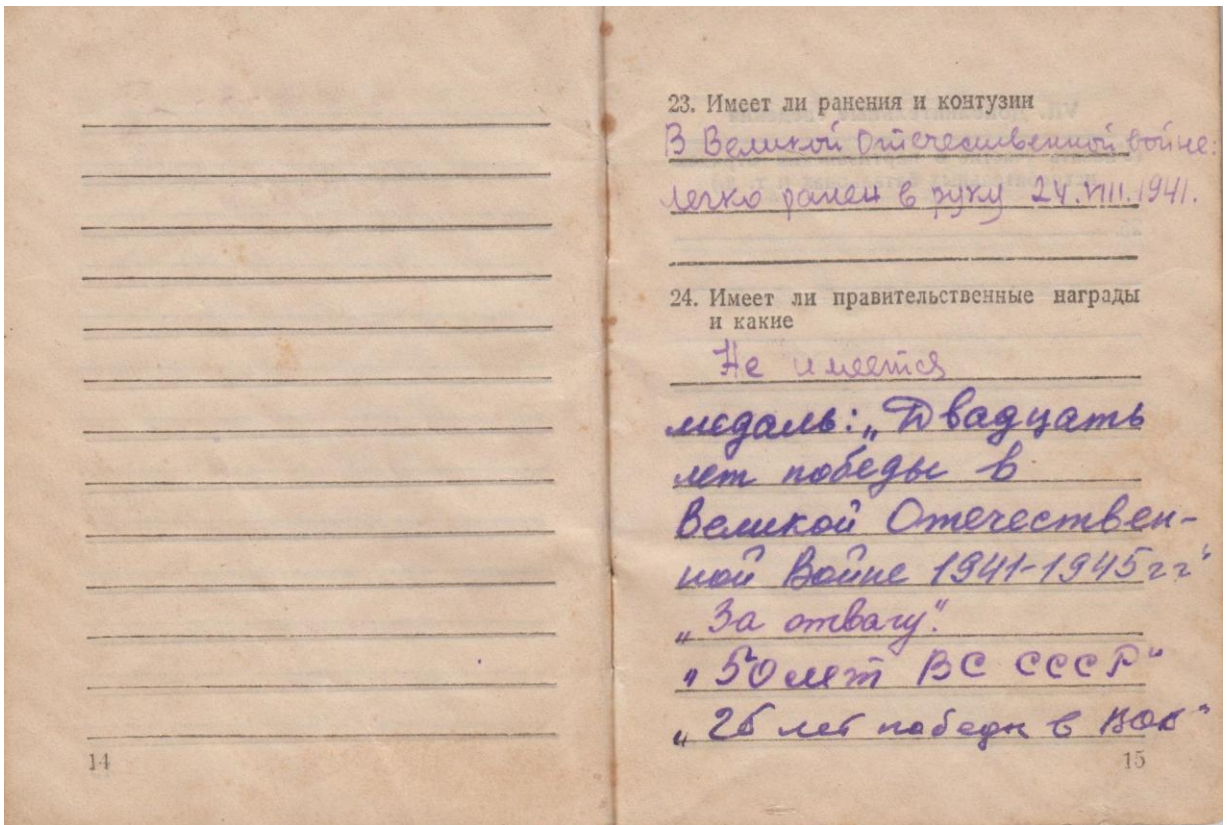 23. Имеет ли ранения и контузии
В Великой Отечественной войне:
легко ранен в руку 24.VIII.1941.
24. Имеет ли правительственные награды
и какие
Не имеется
медаль: „Двадцать
лет победы в
Великой Отечествен-
ной Войне 1941-1945гг"
„За отвагу".
„50 лет ВС СССР"
„25 лет победы в ВОВ"
14
15